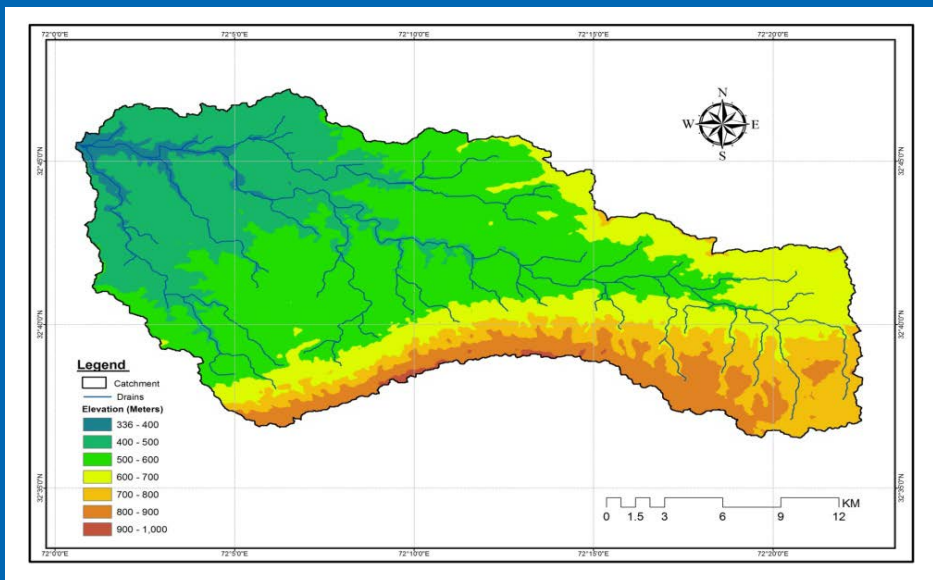 72°0'0"E 72°5'0"E 72°10'0"E 72°15'0"E 72°20'0"E
N
W E
S
32°45'0"N 32°45'0"N
32°40'0"N
32°35'0"N 32°35'0"N
Legend
Catchment
Drains
Elevation (Meters)
336 - 400
400 - 500
500 - 600
600 - 700
700 - 800
800 - 900
900 - 1,000
KM
0 1.5 3 6 9 12
72°0'0"E 72°5'0"E 72°10'0"E 72°15'0"E 72°20'0"E